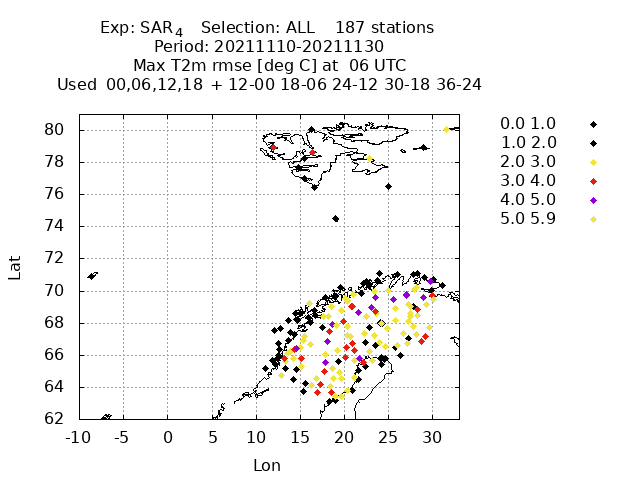 Exp: SAR4 Selection: ALL 187 stations
Period: 20211110-20211130
Max T2m rmse [deg C] at 06 UTC
Used 00,06,12,18 + 12-00 18-06 24-12 30-18 36-24
0.0 1.0
1.0 2.0
2.0 3.0
3.0 4.0
4.0 5.0
5.0 5.9
Lat
80
78
76
74
72
70
68
66
64
62
-10 -5 0 5 10 15 20 25 30
Lon